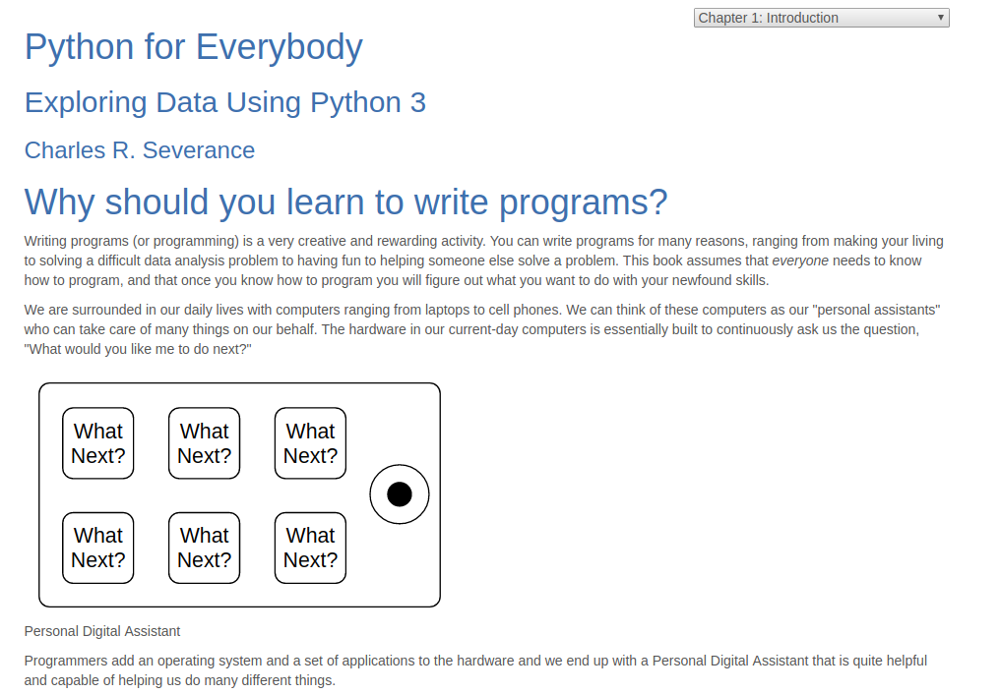 Chapter 1: Introduction
Python for Everybody
Exploring Data Using Python 3
Charles R. Severance
Why should you learn to write programs?
Writing programs (or programming) is a very creative and rewarding activity. You can write programs for many reasons, ranging from making your living
to solving a difficult data analysis problem to having fun to helping someone else solve a problem. This book assumes that everyone needs to know
how to program, and that once you know how to program you will figure out what you want to do with your newfound skills.
We are surrounded in our daily lives with computers ranging from laptops to cell phones. We can think of these computers as our "personal assistants"
who can take care of many things on our behalf. The hardware in our current-day computers is essentially built to continuously ask us the question,
"What would you like me to do next?"
What What What
Next? Next? Next?
What What What
Next? Next? Next?
Personal Digital Assistant
Programmers add an operating system and a set of applications to the hardware and we end up with a Personal Digital Assistant that is quite helpful
and capable of helping us do many different things.